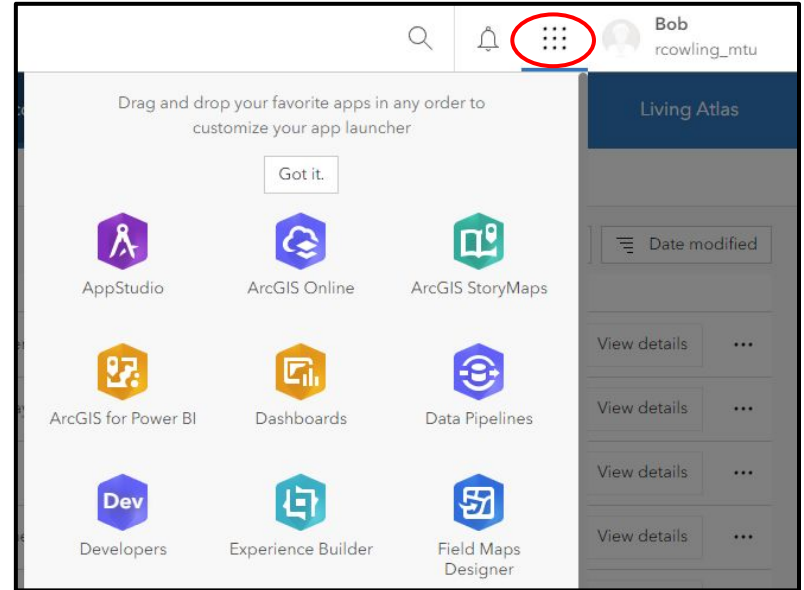 Bob
rcowling_mtu
Drag and drop your favorite apps in any order to
customize your app launcher
Got it.
Living Atlas
Date modified
AppStudio
ArcGIS Online
ArcGIS StoryMaps
View details
ArcGIS for Power BI
Dashboards
Data Pipelines
View details
View details
Dev
Developers
Experience Builder
Field Maps
Designer
View details